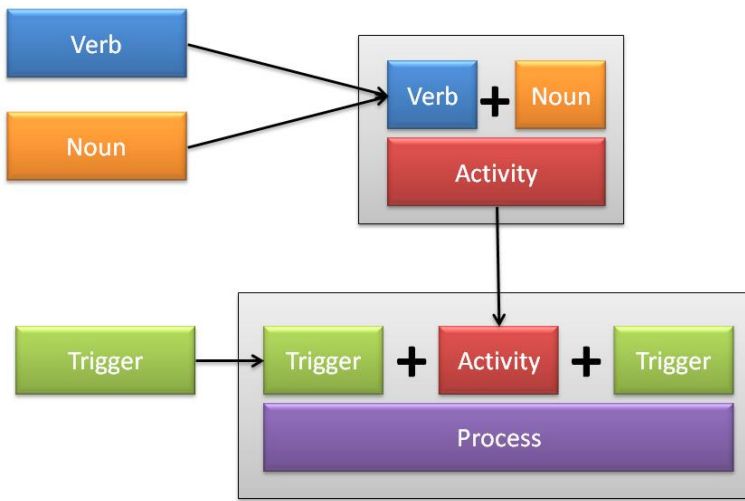 Verb
Verb + Noun
Noun
Activity
Trigger
Trigger + Activity + Trigger
Process